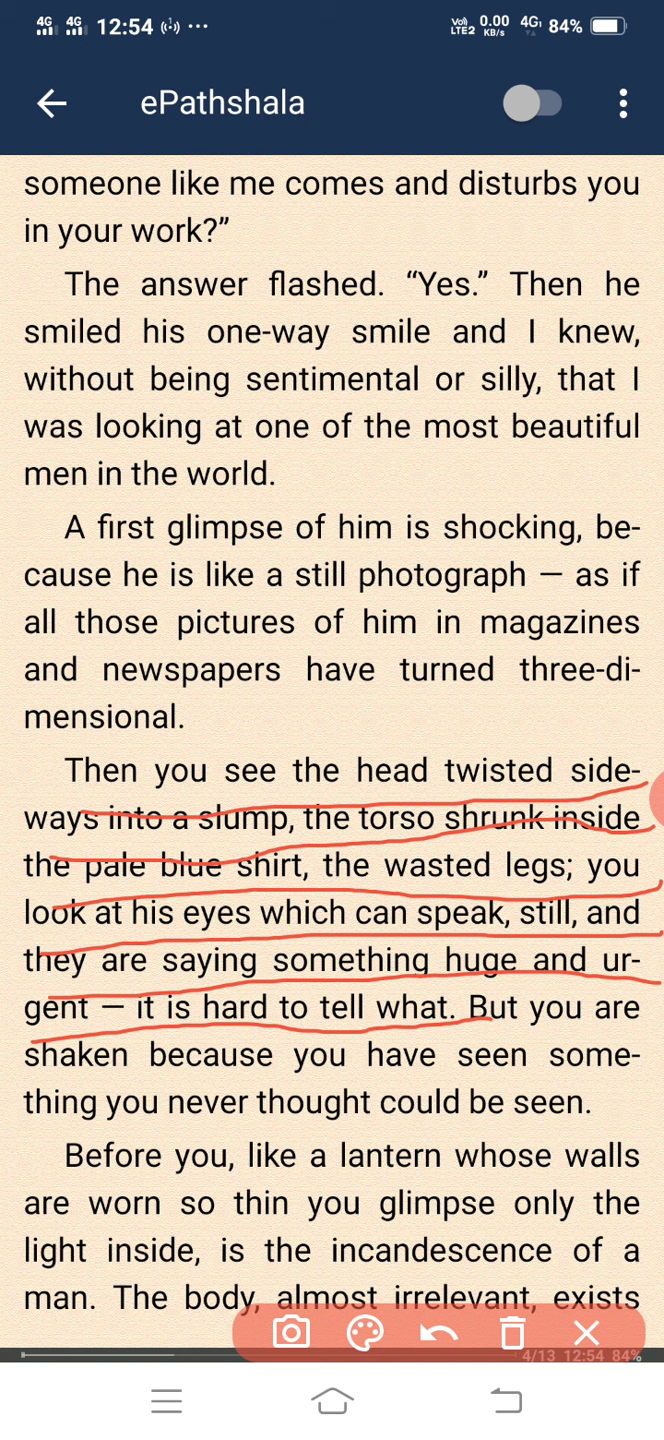 4G 4G 12:54 ... Vol) LTE2 0.00 KB/s 4G 84%
ePathshala
someone like me comes and disturbs you
in your work?”
The answer flashed. “Yes.” Then he
smiled his one-way smile and I knew,
without being sentimental or silly, that I
was looking at one of the most beautiful
men in the world.
A first glimpse of him is shocking, be-
cause he is like a still photograph — as if
all those pictures of him in magazines
and newspapers have turned three-di-
mensional.
Then you see the head twisted side-
ways into a slump, the torso shrunk inside
the pale blue shirt, the wasted legs; you
look at his eyes which can speak, still, and
they are saying something huge and ur-
gent — it is hard to tell what. But you are
shaken because you have seen some-
thing you never thought could be seen.
Before you, like a lantern whose walls
are worn so thin you glimpse only the
light inside, is the incandescence of a
man. The body, almost irrelevant, exists
4/13 12:54 84%